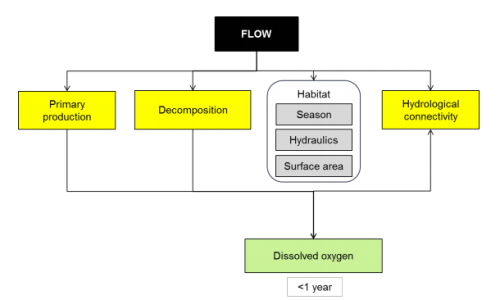 FLOW
Primary
production
Decomposition
Habitat
Season
Hydraulics
Surface area
Hydrological
connectivity
Dissolved oxygen
<1 year